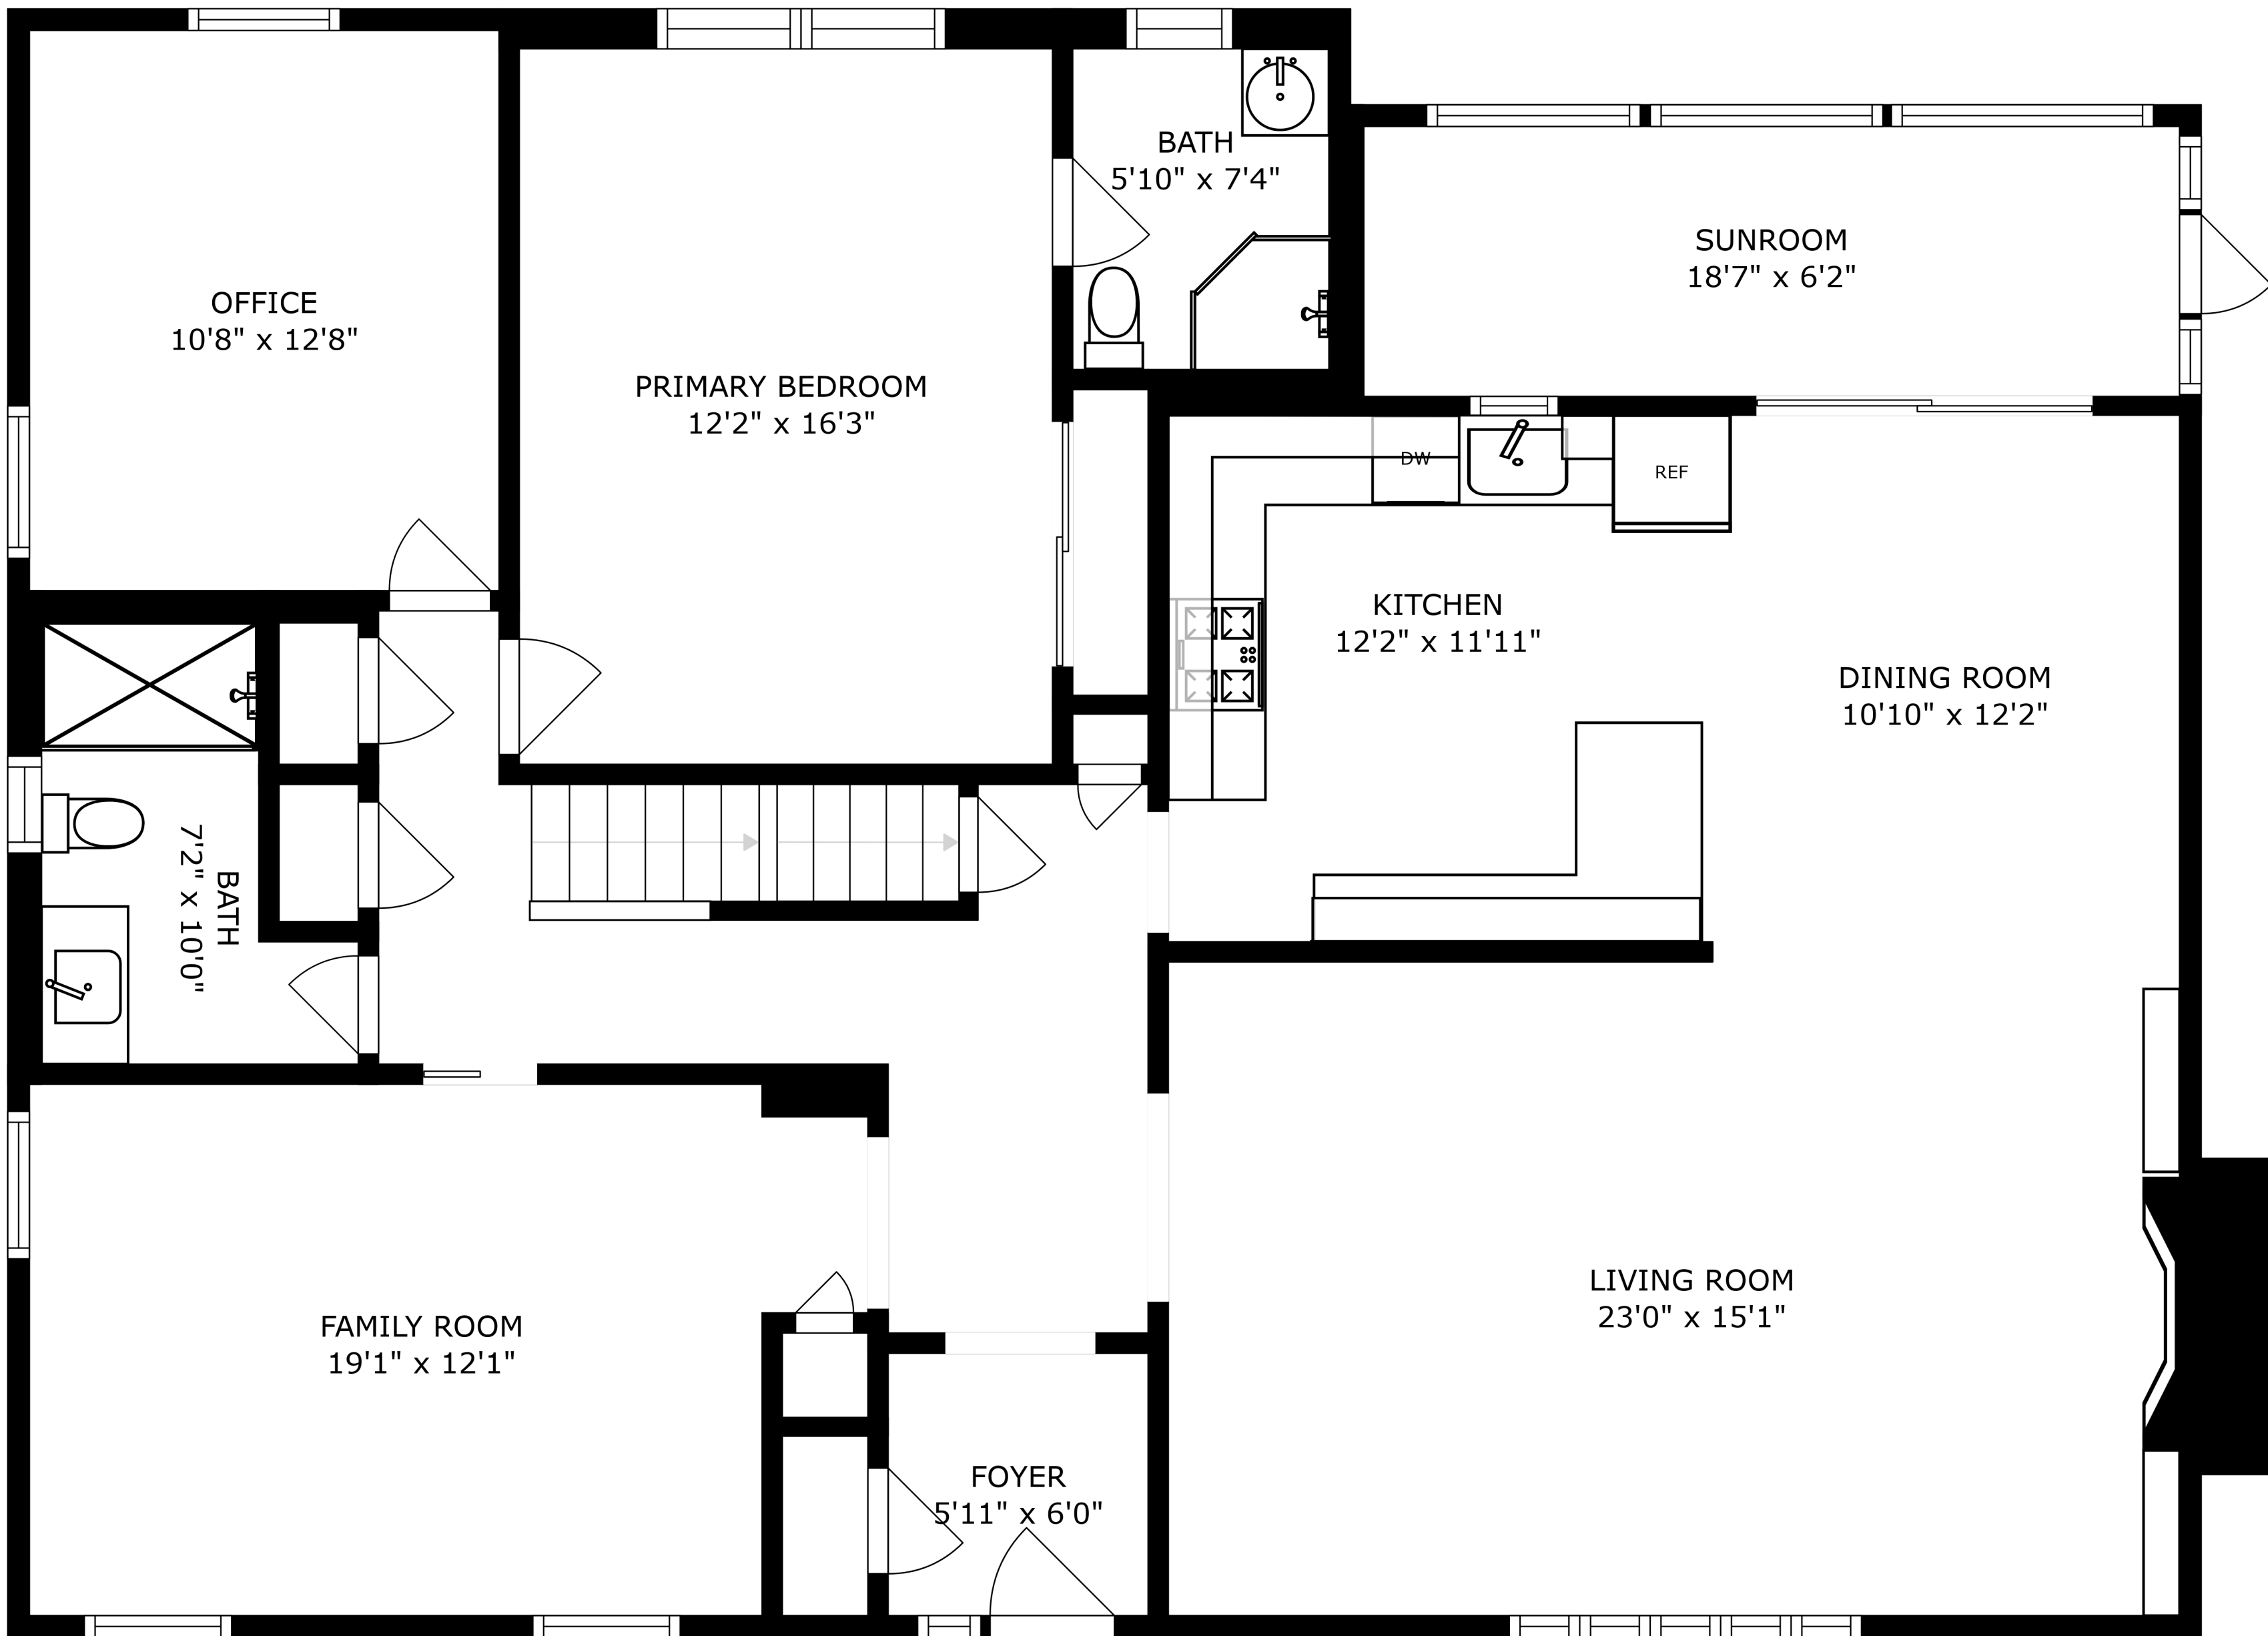 BATH
5'10" x 7'4"
SUNROOM
18'7" x 6'2"
OFFICE
10'8" x 12'8"
PRIMARY BEDROOM
12'2" x 16'3"
DW
REF
KITCHEN
12'2" x 11'11"
DINING ROOM
10'10" x 12'2"
BATH
7'2" x 10'0"
LIVING ROOM
23'0" x 15'1"
FAMILY ROOM
19'1" x 12'1"
FOYER
5'11" x 6'0"